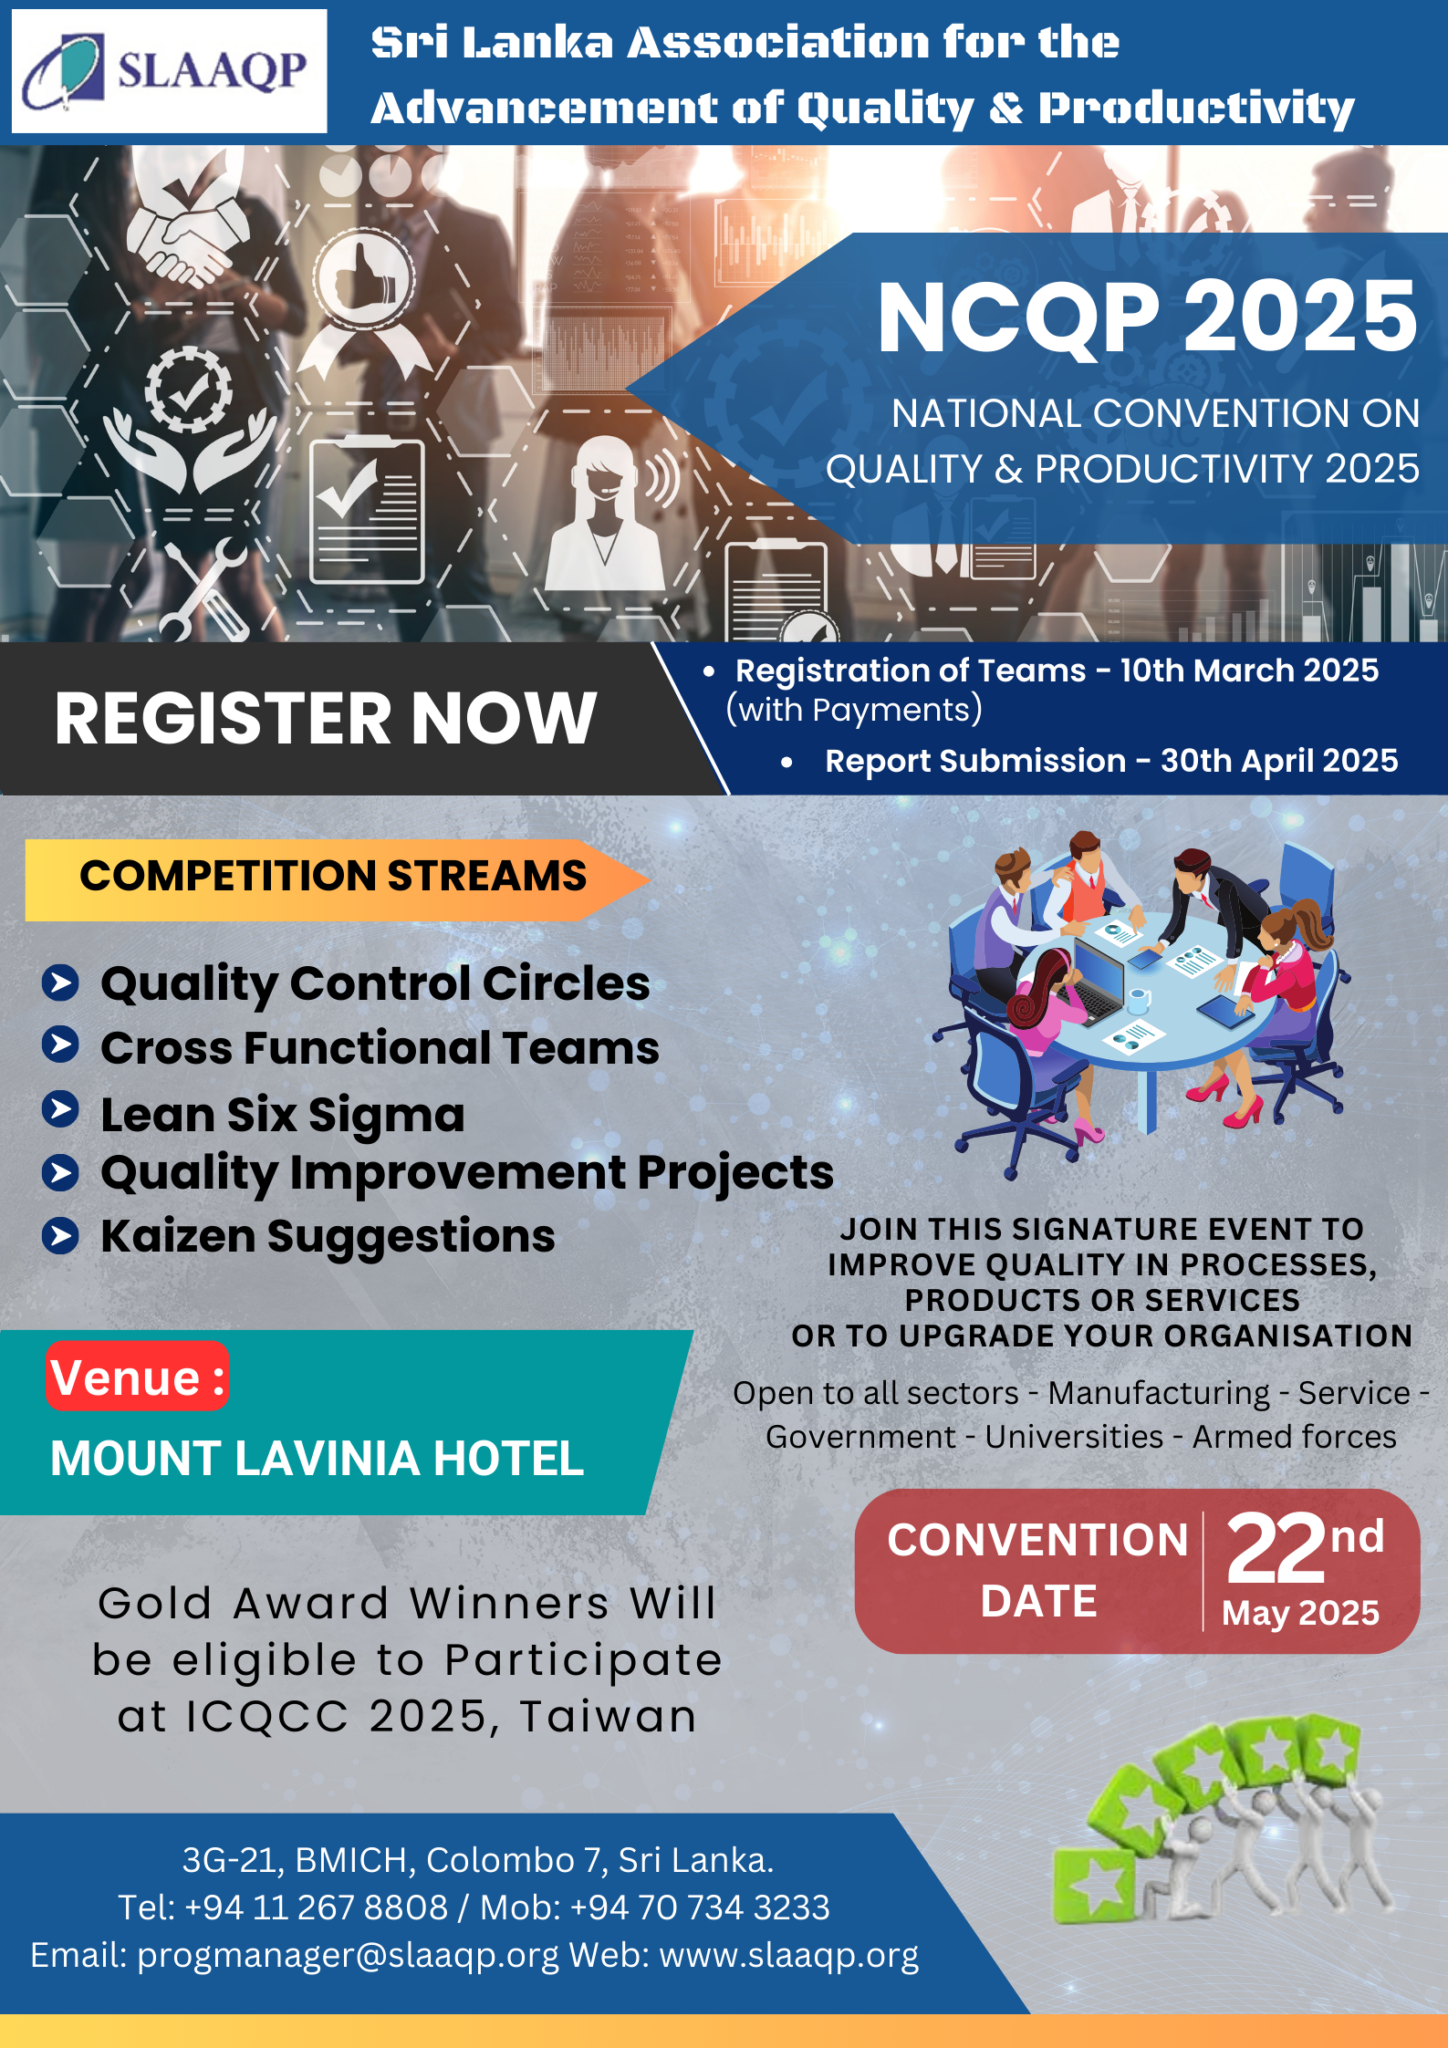 SLAAQP
Sri Lanka Association for the
Advancement of Quality & Productivity
NCQP 2025
NATIONAL CONVENTION ON
QUALITY & PRODUCTIVITY 2025
REGISTER NOW
• Registration of Teams - 10th March 2025
(with Payments)
• Report Submission - 30th April 2025
COMPETITION STREAMS
Quality Control Circles
Cross Functional Teams
Lean Six Sigma
Quality Improvement Projects
Kaizen Suggestions
JOIN THIS SIGNATURE EVENT TO
IMPROVE QUALITY IN PROCESSES,
PRODUCTS OR SERVICES
OR TO UPGRADE YOUR ORGANISATION
Open to all sectors - Manufacturing - Service -
Government - Universities - Armed forces
Venue :
MOUNT LAVINIA HOTEL
CONVENTION
DATE
22nd
May 2025
Gold Award Winners Will
be eligible to Participate
at ICQCC 2025, Taiwan
3G-21, BMICH, Colombo 7, Sri Lanka.
Tel: +94 11 267 8808 / Mob: +94 70 734 3233
Email: progmanager@slaaqp.org Web: www.slaaqp.org